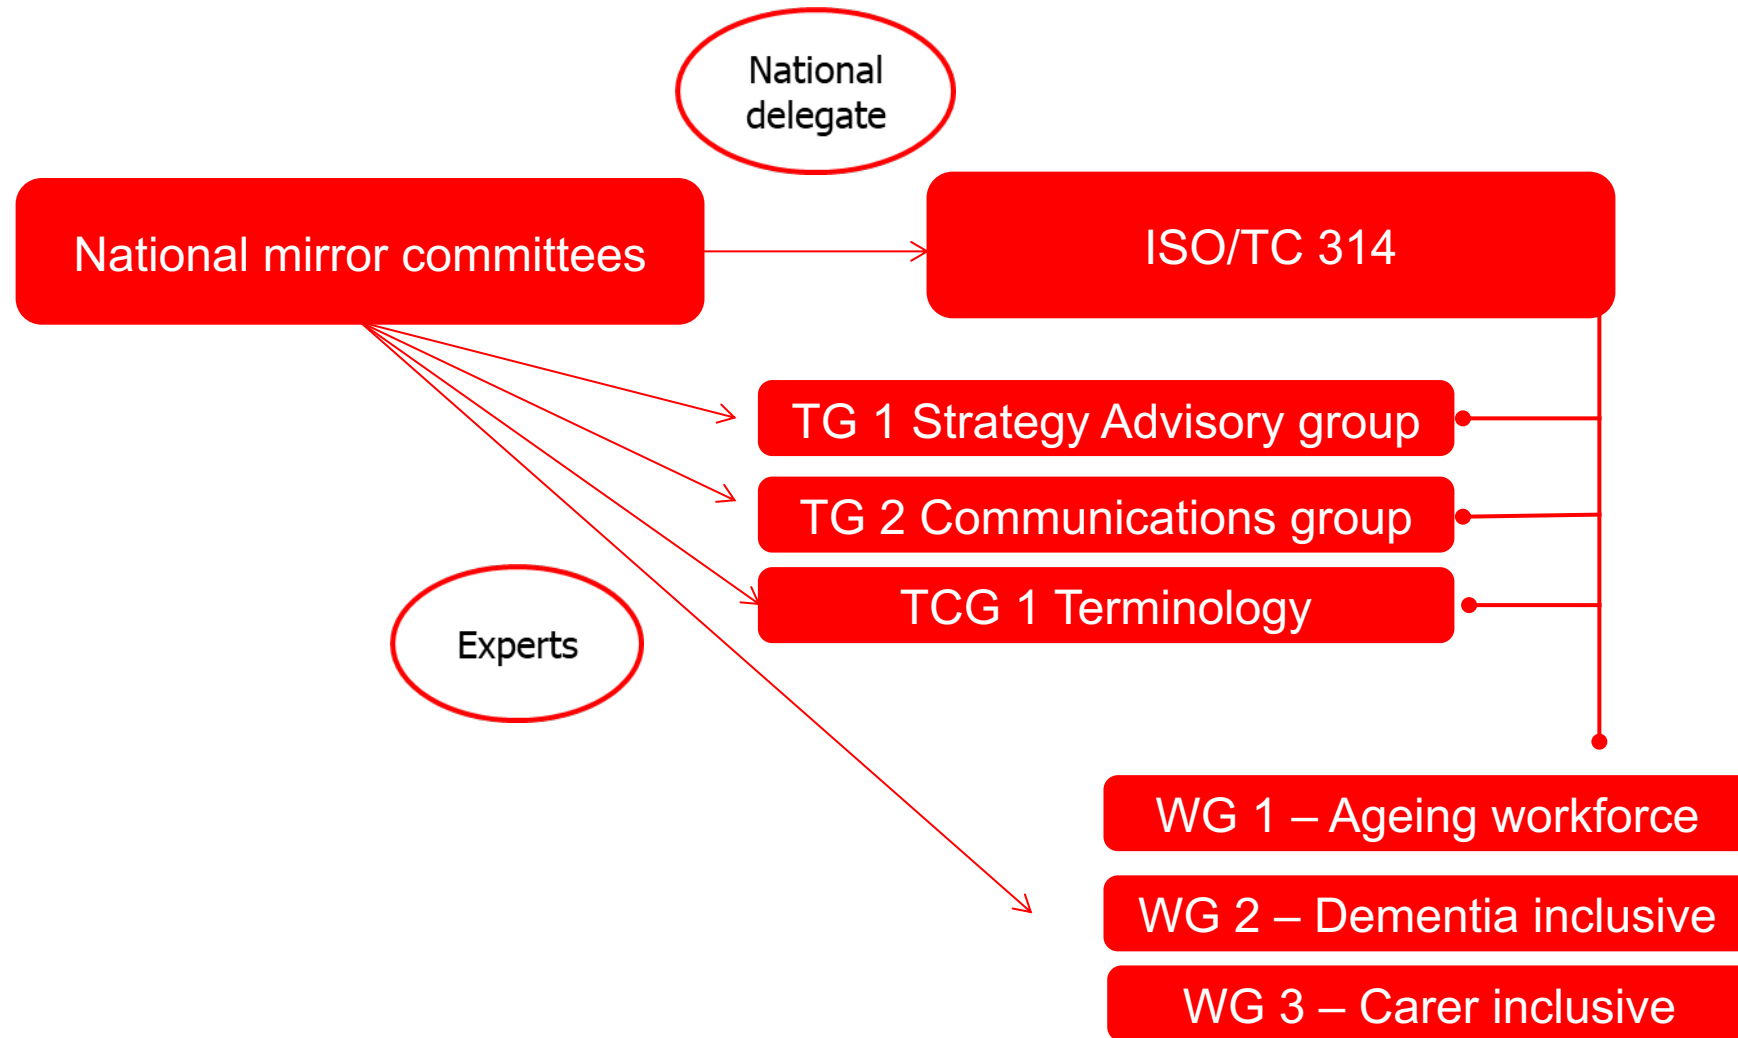 National
delegate
National mirror committees
ISO/TC 314
TG 1 Strategy Advisory group
TG 2 Communications group
TCG 1 Terminology
Experts
WG 1 – Ageing workforce
WG 2 – Dementia inclusive
WG 3 – Carer inclusive